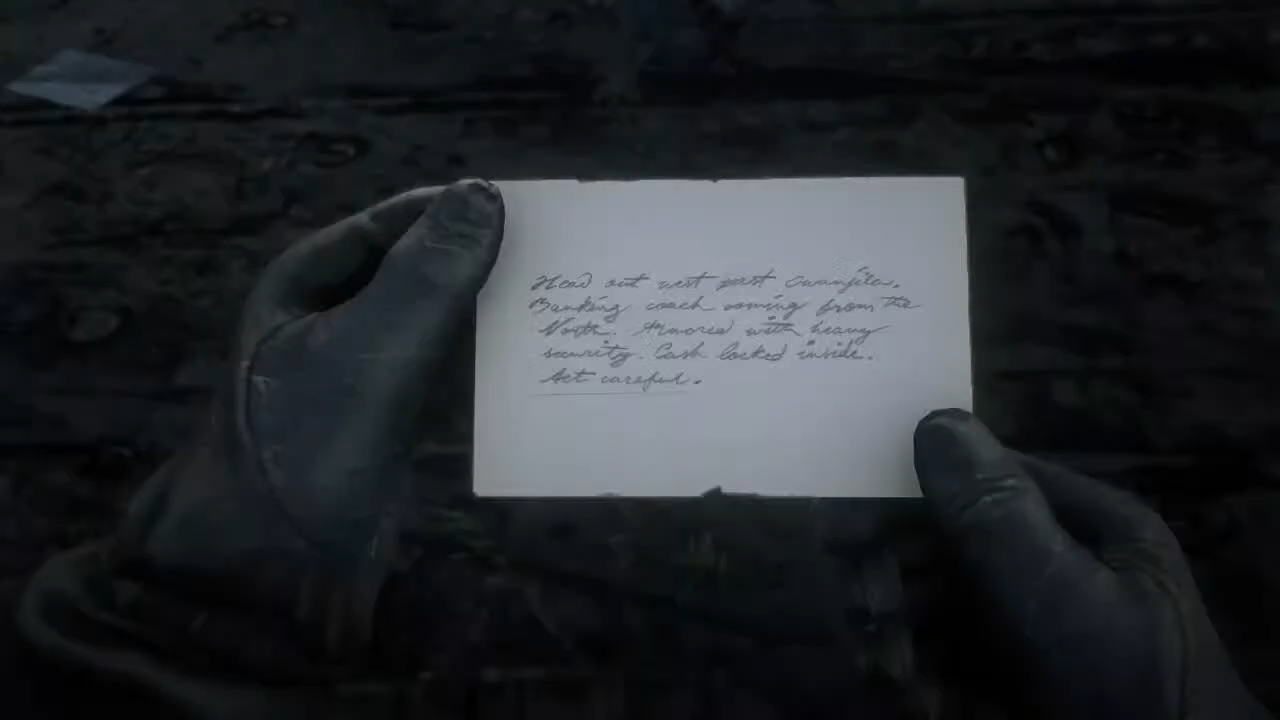 Head out west past Owanjila.
Banking coach coming from the
North. Armored with heavy
security. Cash locked inside.
Act careful.